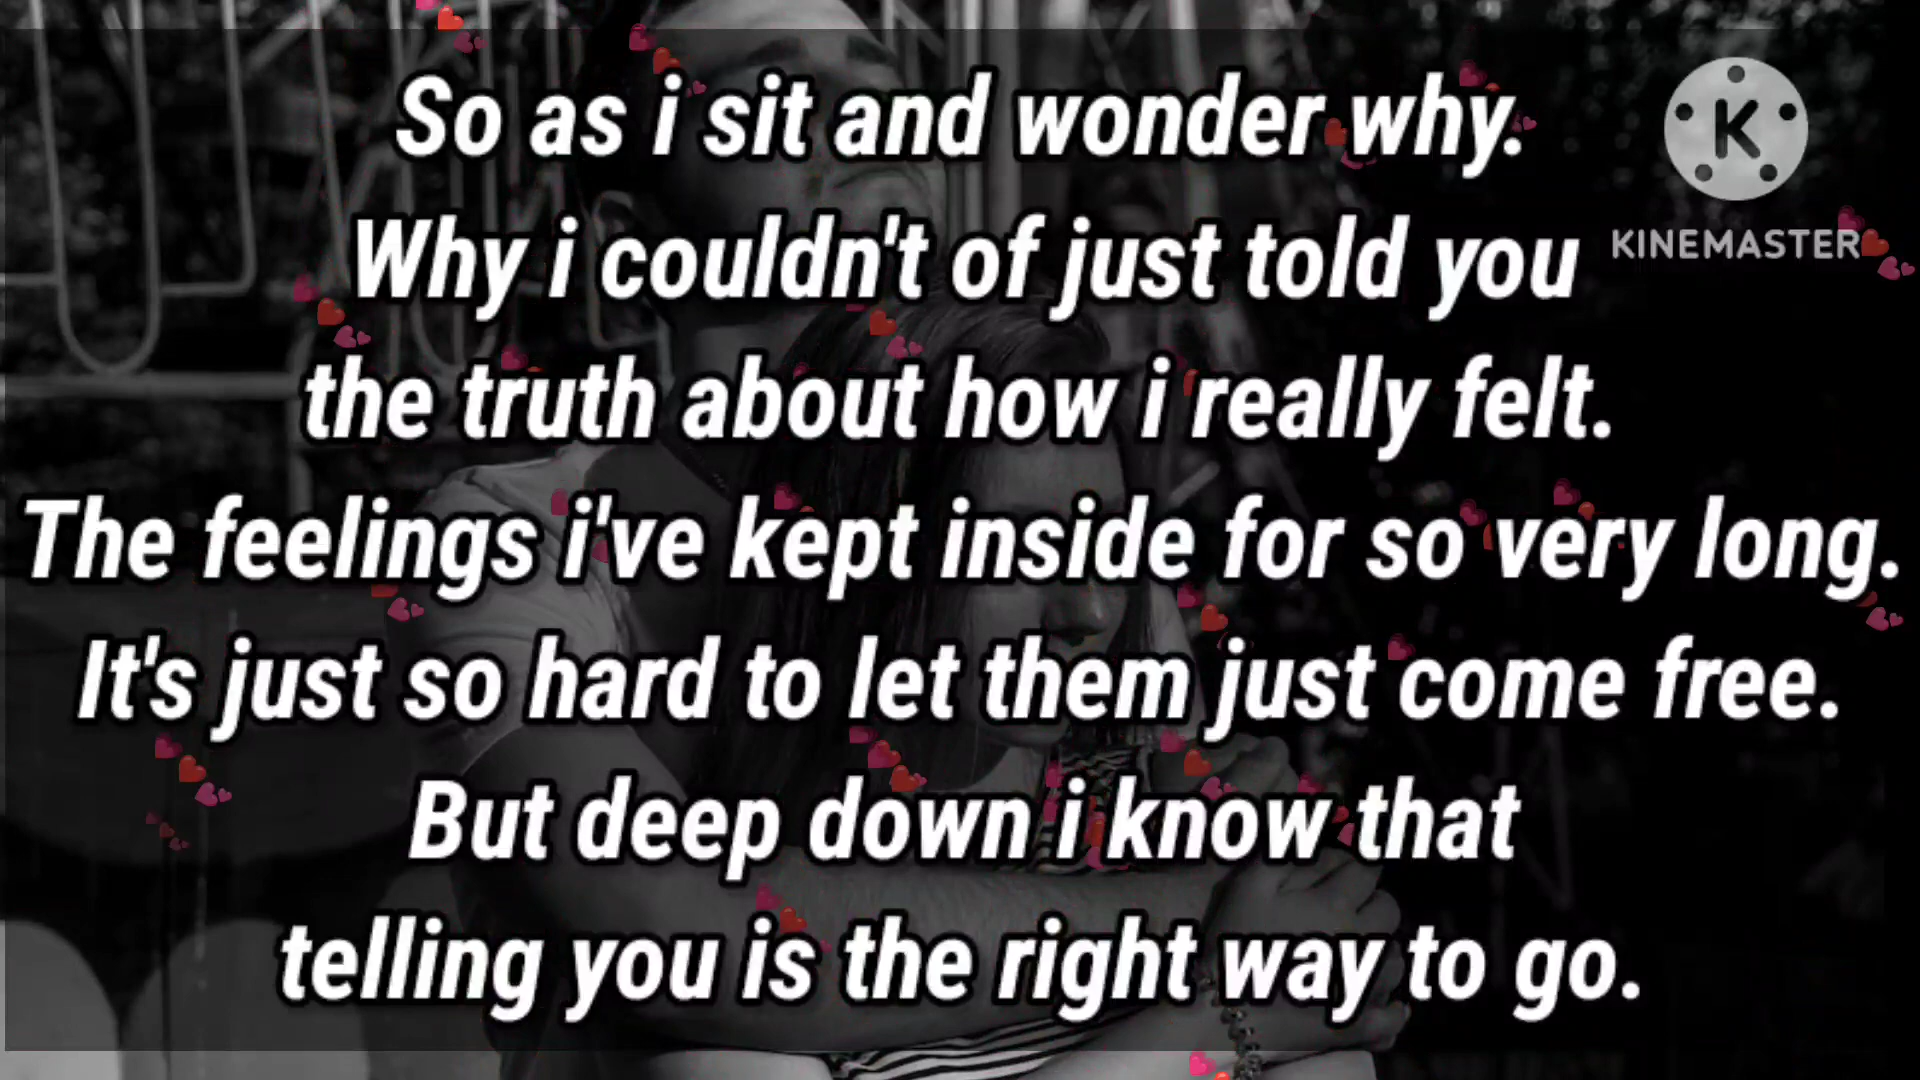 So as i sit and wonder why.
Why i couldn't of just told you
the truth about how i really felt.
The feelings i've kept inside for so very long.
It's just so hard to let them just come free.
But deep down i know that
telling you is the right way to go.
K
KINEMASTER